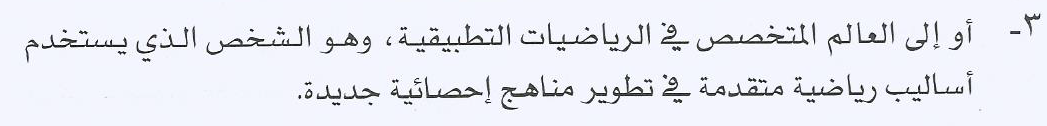 ٣- أو إلى العالم المتخصص في الرياضيات التطبيقية، وهو الشخص الذي يستخدم
أساليب رياضية متقدمة في تطوير مناهج إحصائية جديدة.